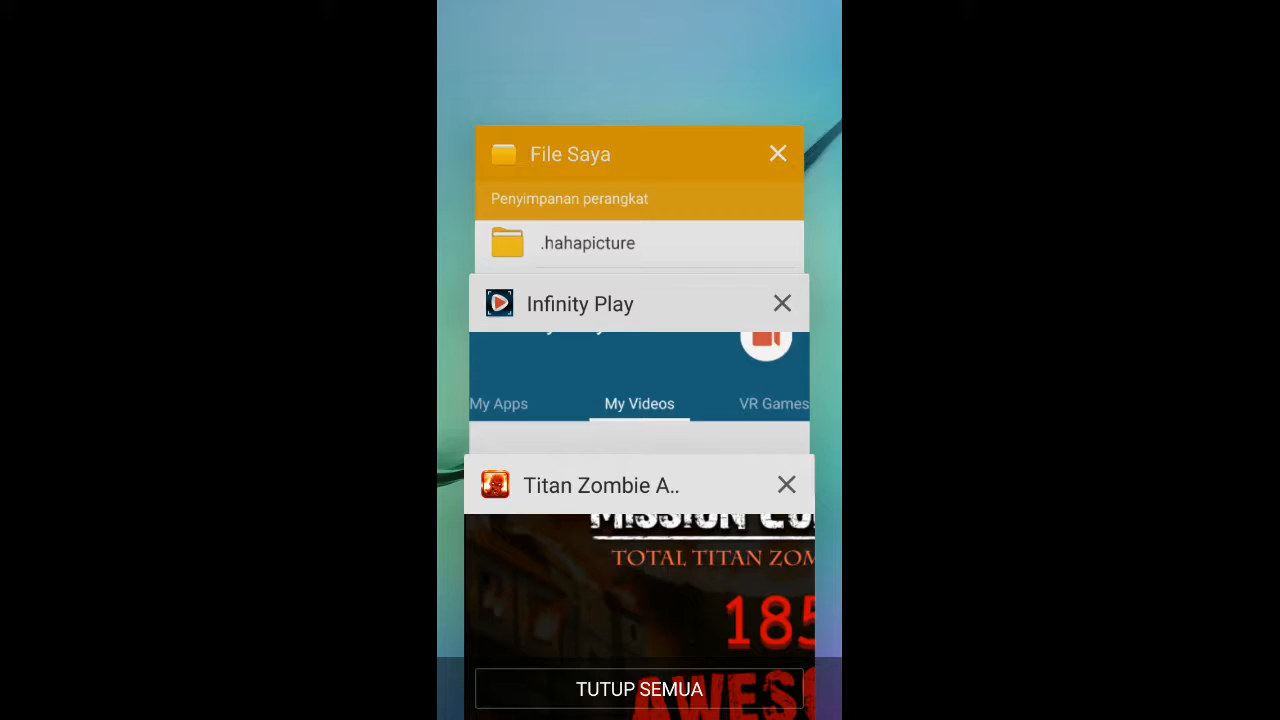 File Saya
Penyimpanan perangkat
.hahapicture
Infinity Play
My Apps
My Videos
VR Games
Titan Zombie A..
MISSION
TOTAL TITAN
185
TUTUP SEMUA